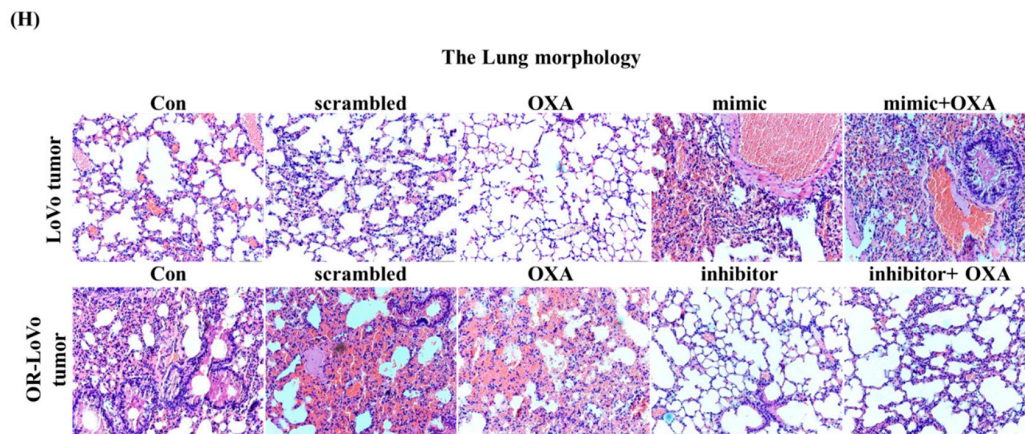 (H)
The Lung morphology
Con scrambled OXA mimic mimic+OXA
LoVo tumor
Con scrambled OXA inhibitor inhibitor+ OXA
OR-LoVo
tumor